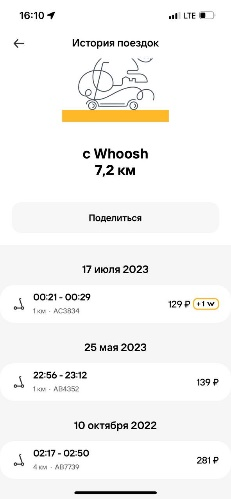 16:10
LTE
История поездок
с Whoosh
7,2 км
Поделиться
17 июля 2023
00:21 - 00:29
129 ₽ +1 w
1 км · AC3834
25 мая 2023
22:56 - 23:12
139 ₽
1 км · AB4352
10 октября 2022
02:17 - 02:50
281 ₽
4 км · AB7739